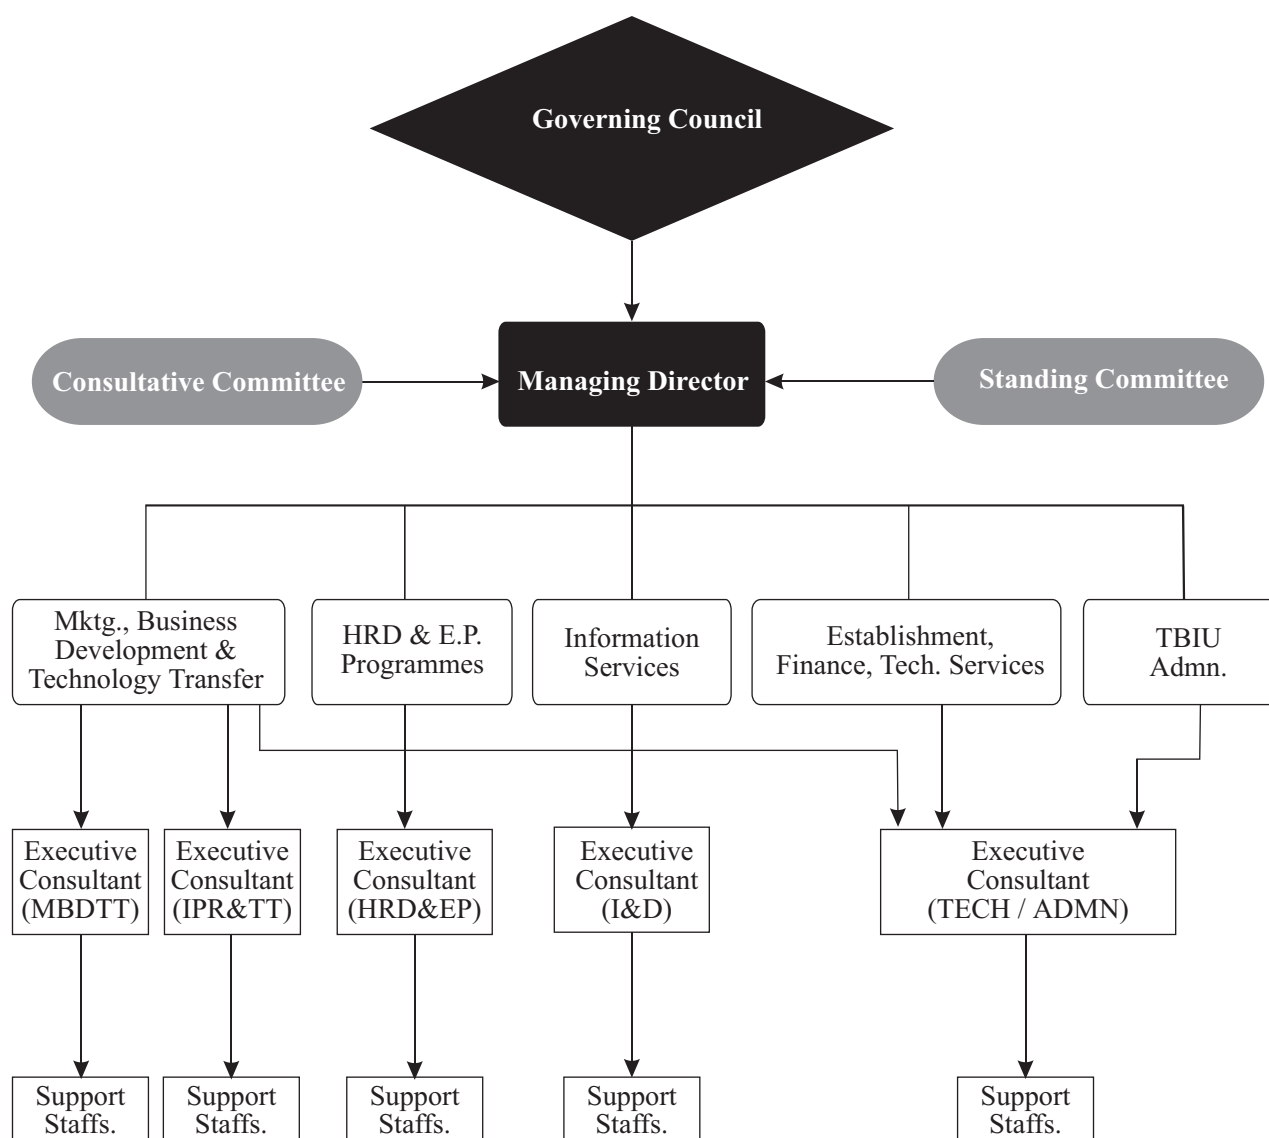 Governing Council
Consultative Committee
Managing Director
Standing Committee
Mktg., Business
Development &
Technology Transfer
HRD & E.P.
Programmes
Information
Services
Establishment,
Finance, Tech. Services
TBIU
Admn.
Executive
Consultant
(MBDTT)
Executive
Consultant
(IPR&TT)
Executive
Consultant
(HRD&EP)
Executive
Consultant
(I&D)
Executive
Consultant
(TECH / ADMN)
Support
Staffs.
Support
Staffs.
Support
Staffs.
Support
Staffs.
Support
Staffs.